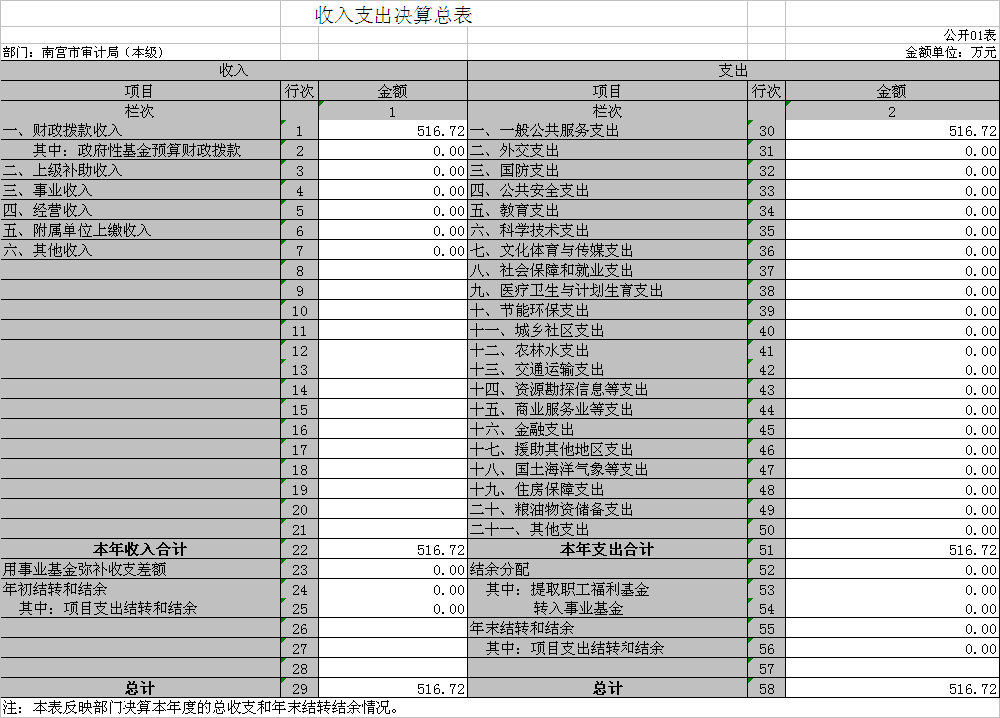 收入支出决算总表
公开01表
部门：南宫市审计局（本级） 金额单位：万元
收入 支出
项目 行次 金额 项目 行次 金额
栏次 1 栏次 2
一、财政拨款收入 1 516.72 一、一般公共服务支出 30 516.72
其中：政府性基金预算财政拨款 2 0.00 二、外交支出 31 0.00
二、上级补助收入 3 0.00 三、国防支出 32 0.00
三、事业收入 4 0.00 四、公共安全支出 33 0.00
四、经营收入 5 0.00 五、教育支出 34 0.00
五、附属单位上缴收入 6 0.00 六、科学技术支出 35 0.00
六、其他收入 7 0.00 七、文化体育与传媒支出 36 0.00
8 八、社会保障和就业支出 37 0.00
9 九、医疗卫生与计划生育支出 38 0.00
10 十、节能环保支出 39 0.00
11 十一、城乡社区支出 40 0.00
12 十二、农林水支出 41 0.00
13 十三、交通运输支出 42 0.00
14 十四、资源勘探信息等支出 43 0.00
15 十五、商业服务业等支出 44 0.00
16 十六、金融支出 45 0.00
17 十七、援助其他地区支出 46 0.00
18 十八、国土海洋气象等支出 47 0.00
19 十九、住房保障支出 48 0.00
20 二十、粮油物资储备支出 49 0.00
21 二十一、其他支出 50 0.00
本年收入合计 22 516.72 本年支出合计 51 516.72
用事业基金弥补收支差额 23 0.00 结余分配 52 0.00
年初结转和结余 24 0.00 其中：提取职工福利基金 53 0.00
其中：项目支出结转和结余 25 0.00 转入事业基金 54 0.00
26 年末结转和结余 55 0.00
27 其中：项目支出结转和结余 56 0.00
28 57
总计 29 516.72 总计 58 516.72
注：本表反映部门决算本年度的总收支和年末结转结余情况。